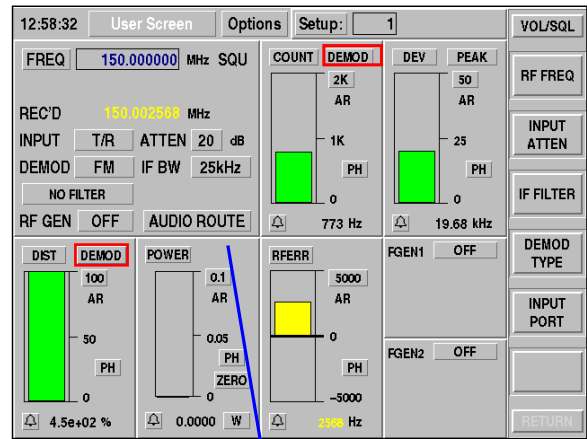 12:58:32 User Screen Options Setup: 1
FREQ 150.000000 MHz SQU
REC'D 150.002568 MHz
INPUT T/R ATTEN 20 dB
DEMOD FM IF BW 25kHz
NO FILTER
RF GEN OFF AUDIO ROUTE
COUNT DEMOD
2K
AR
1K
PH
0
773 Hz
DEV PEAK
50
AR
25
PH
0
19.68 kHz
DIST DEMOD
100
AR
50
PH
0
4.5e+02 %
POWER
0.1
AR
0.05
PH
ZERO
0
0.0000 W
RFERR
5000
AR
0
PH
-5000
2568 Hz
FGEN1 OFF
FGEN2 OFF
VOL/SQL
RF FREQ
INPUT
ATTEN
IF FILTER
DEMOD
TYPE
INPUT
PORT
RETURN